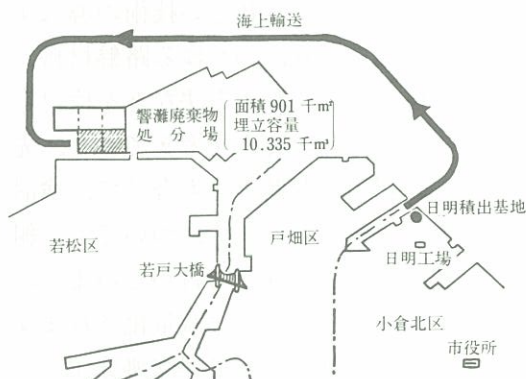 海上輸送
響灘廃棄物
処分場
面積 901 千㎡
埋立容量
10.335 千㎥
日明積出基地
若松区
戸畑区
日明工場
若戸大橋
小倉北区
市役所